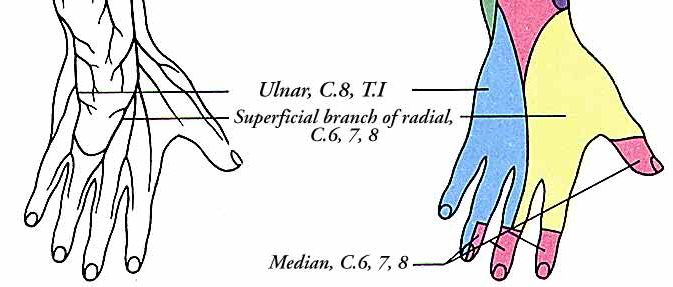 Ulnar, C.8, T.I
Superficial branch of radial,
C.6, 7, 8
Median, C.6, 7, 8